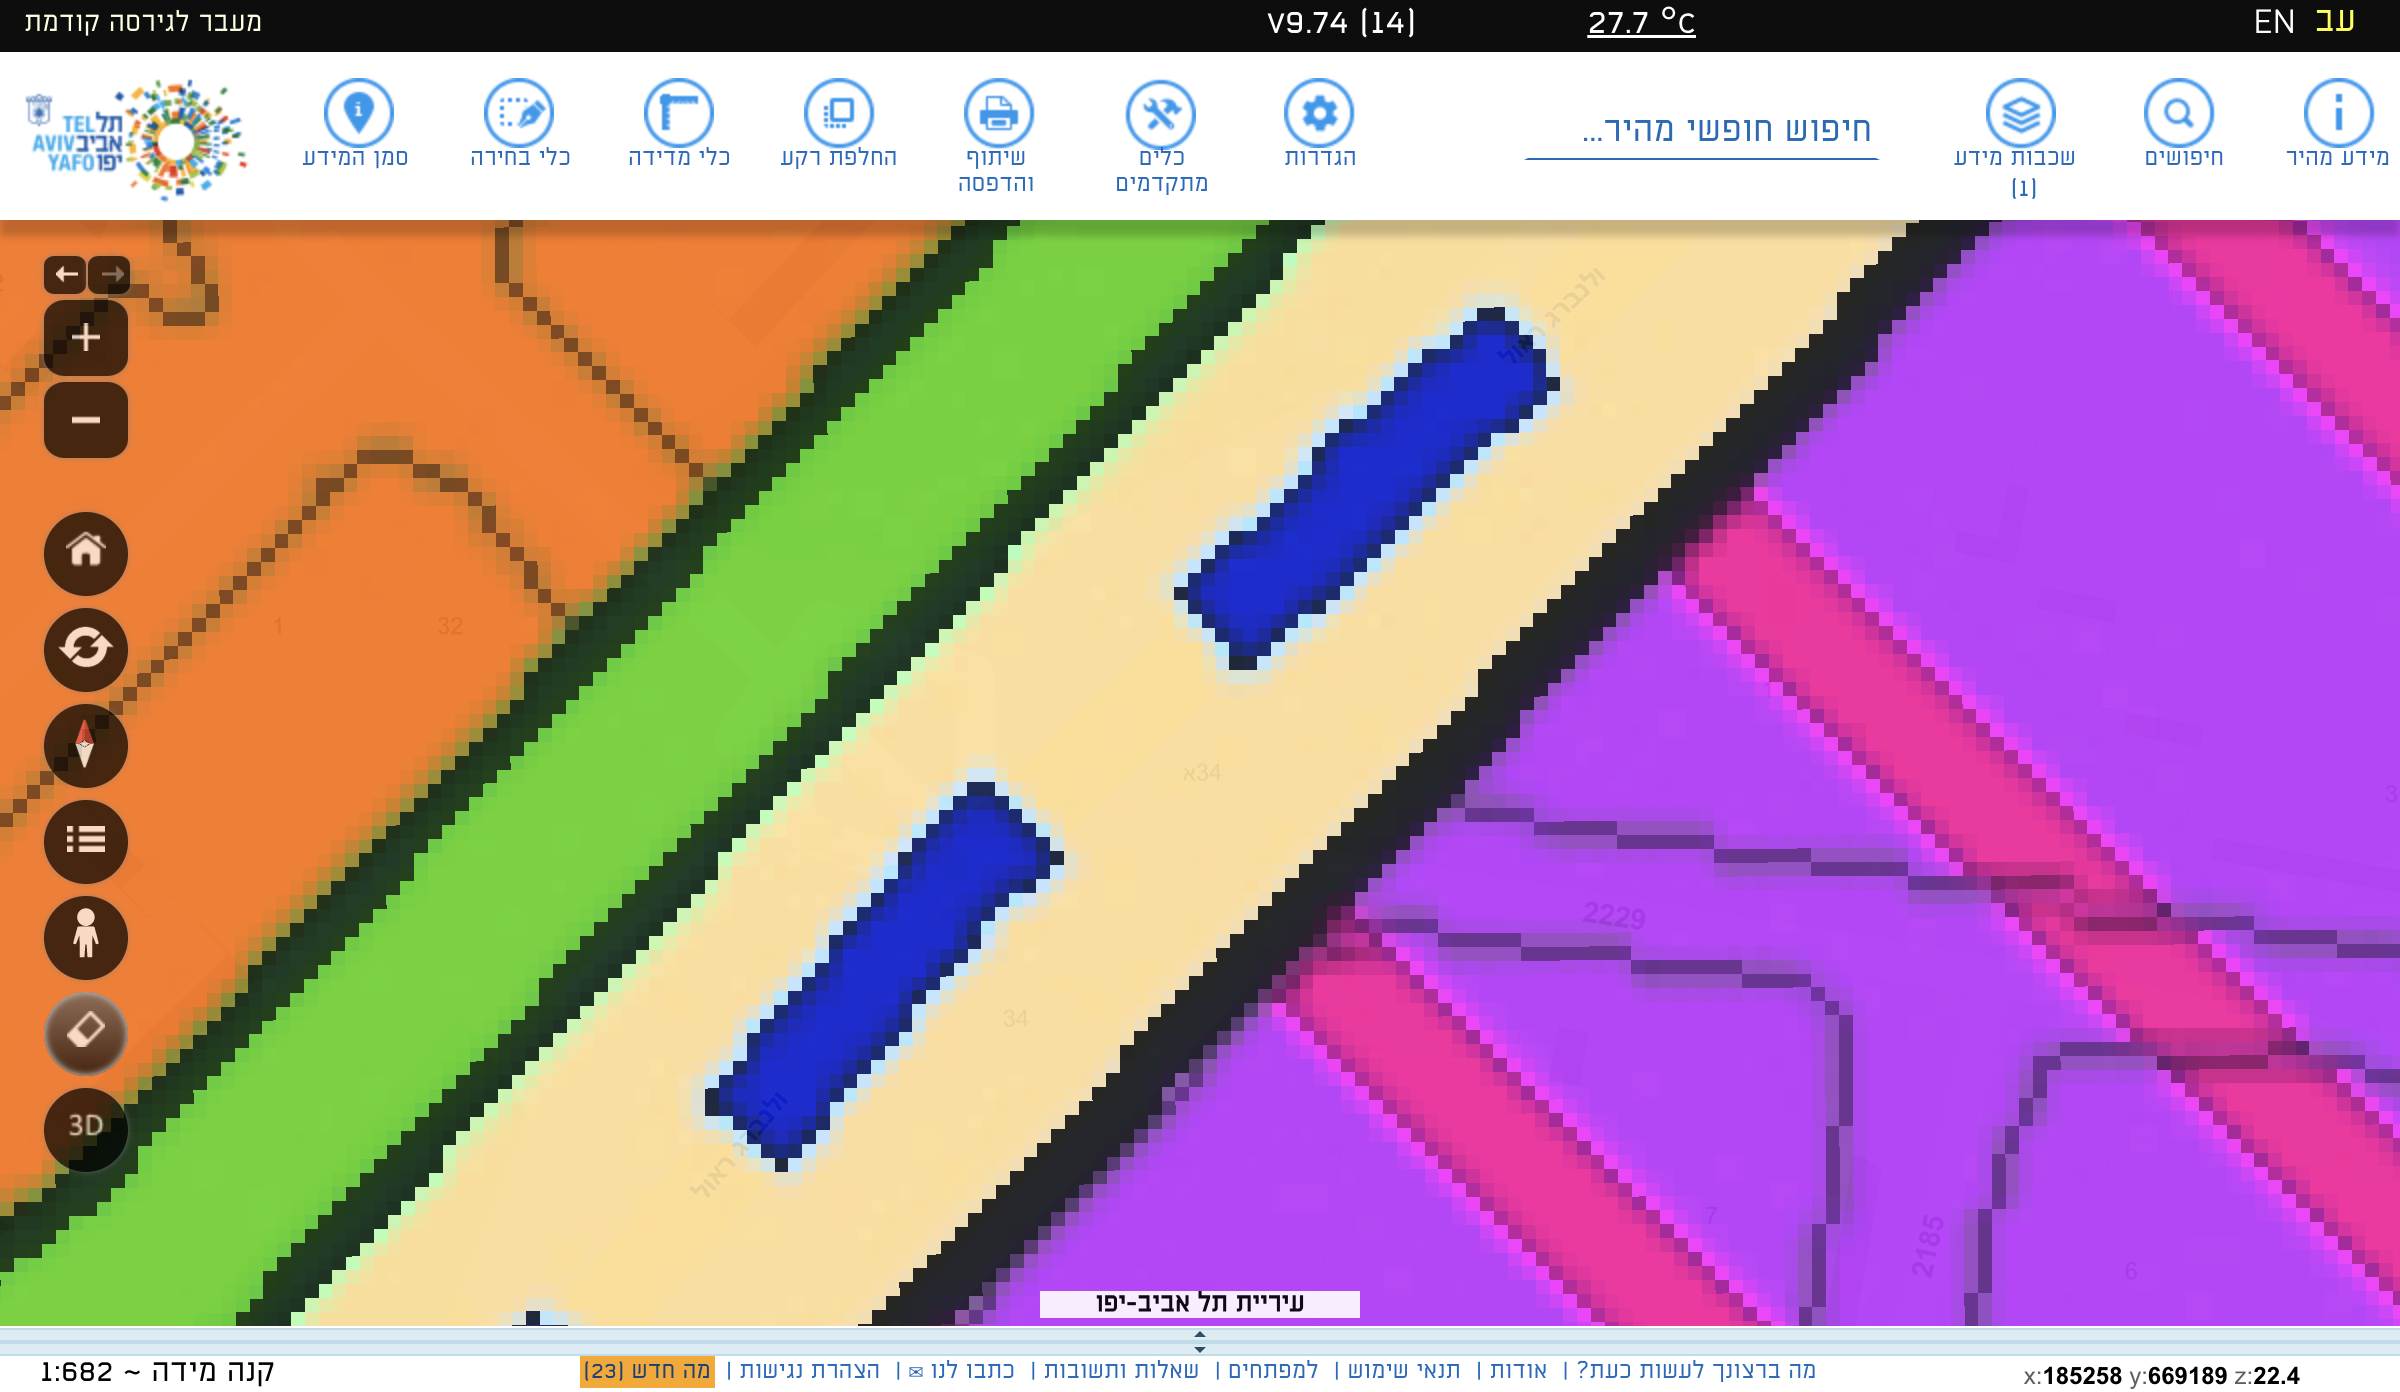 עב EN
27.7 °C
V9.74 (14)
מעבר לגירסה קודמת
מידע מהיר
חיפושים
שכבות מידע
(1)
חיפוש חופשי מהיר...
הגדרות
כלים
מתקדמים
שיתוף
והדפסה
החלפת רקע
כלי מדידה
כלי בחירה
סמן המידע
תל TEL
אביב AVIV
יפו YAFO
ולנברג ראול
1
32
34א
3
2229
34
ולנברג ראול
3D
7
2185
6
עיריית תל אביב-יפו
מה ברצונך לעשות כעת? | אודות | תנאי שימוש | למפתחים | שאלות ותשובות | כתבו לנו ✉ | הצהרת נגישות | מה חדש (23)
קנה מידה ~ 1:682
x:185258 y:669189 z:22.4